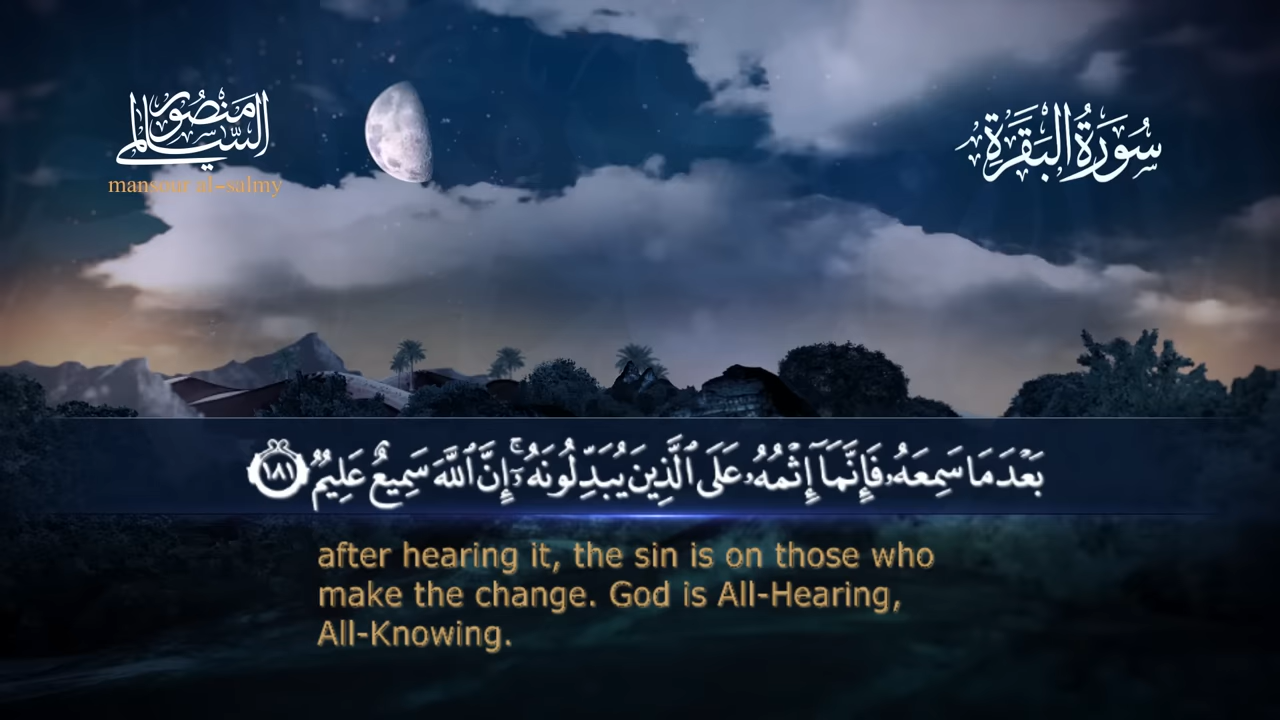 منصور السالمي
mansour al-salmy
سُورَةُ البَقَرَةِ
بَعْدَ مَا سَمِعَهُۥ فَإِنَّمَآ إِثْمُهُۥ عَلَى ٱلَّذِينَ يُبَدِّلُونَهُۥٓ ۚ إِنَّ ٱللَّهَ سَمِيعٌ عَلِيمٌ ١٨١
after hearing it, the sin is on those who
make the change. God is All-Hearing,
All-Knowing.